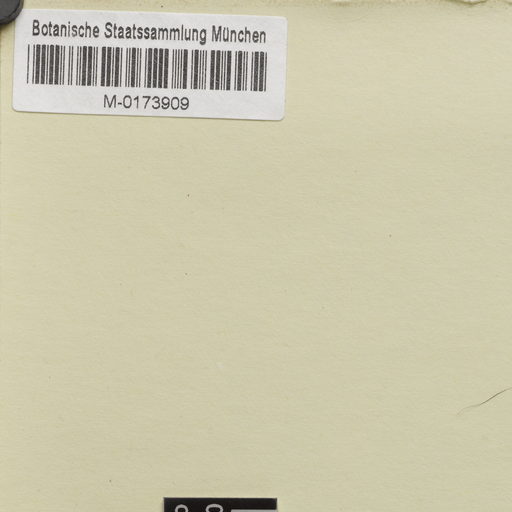 Botanische Staatssammlung München
M-0173909